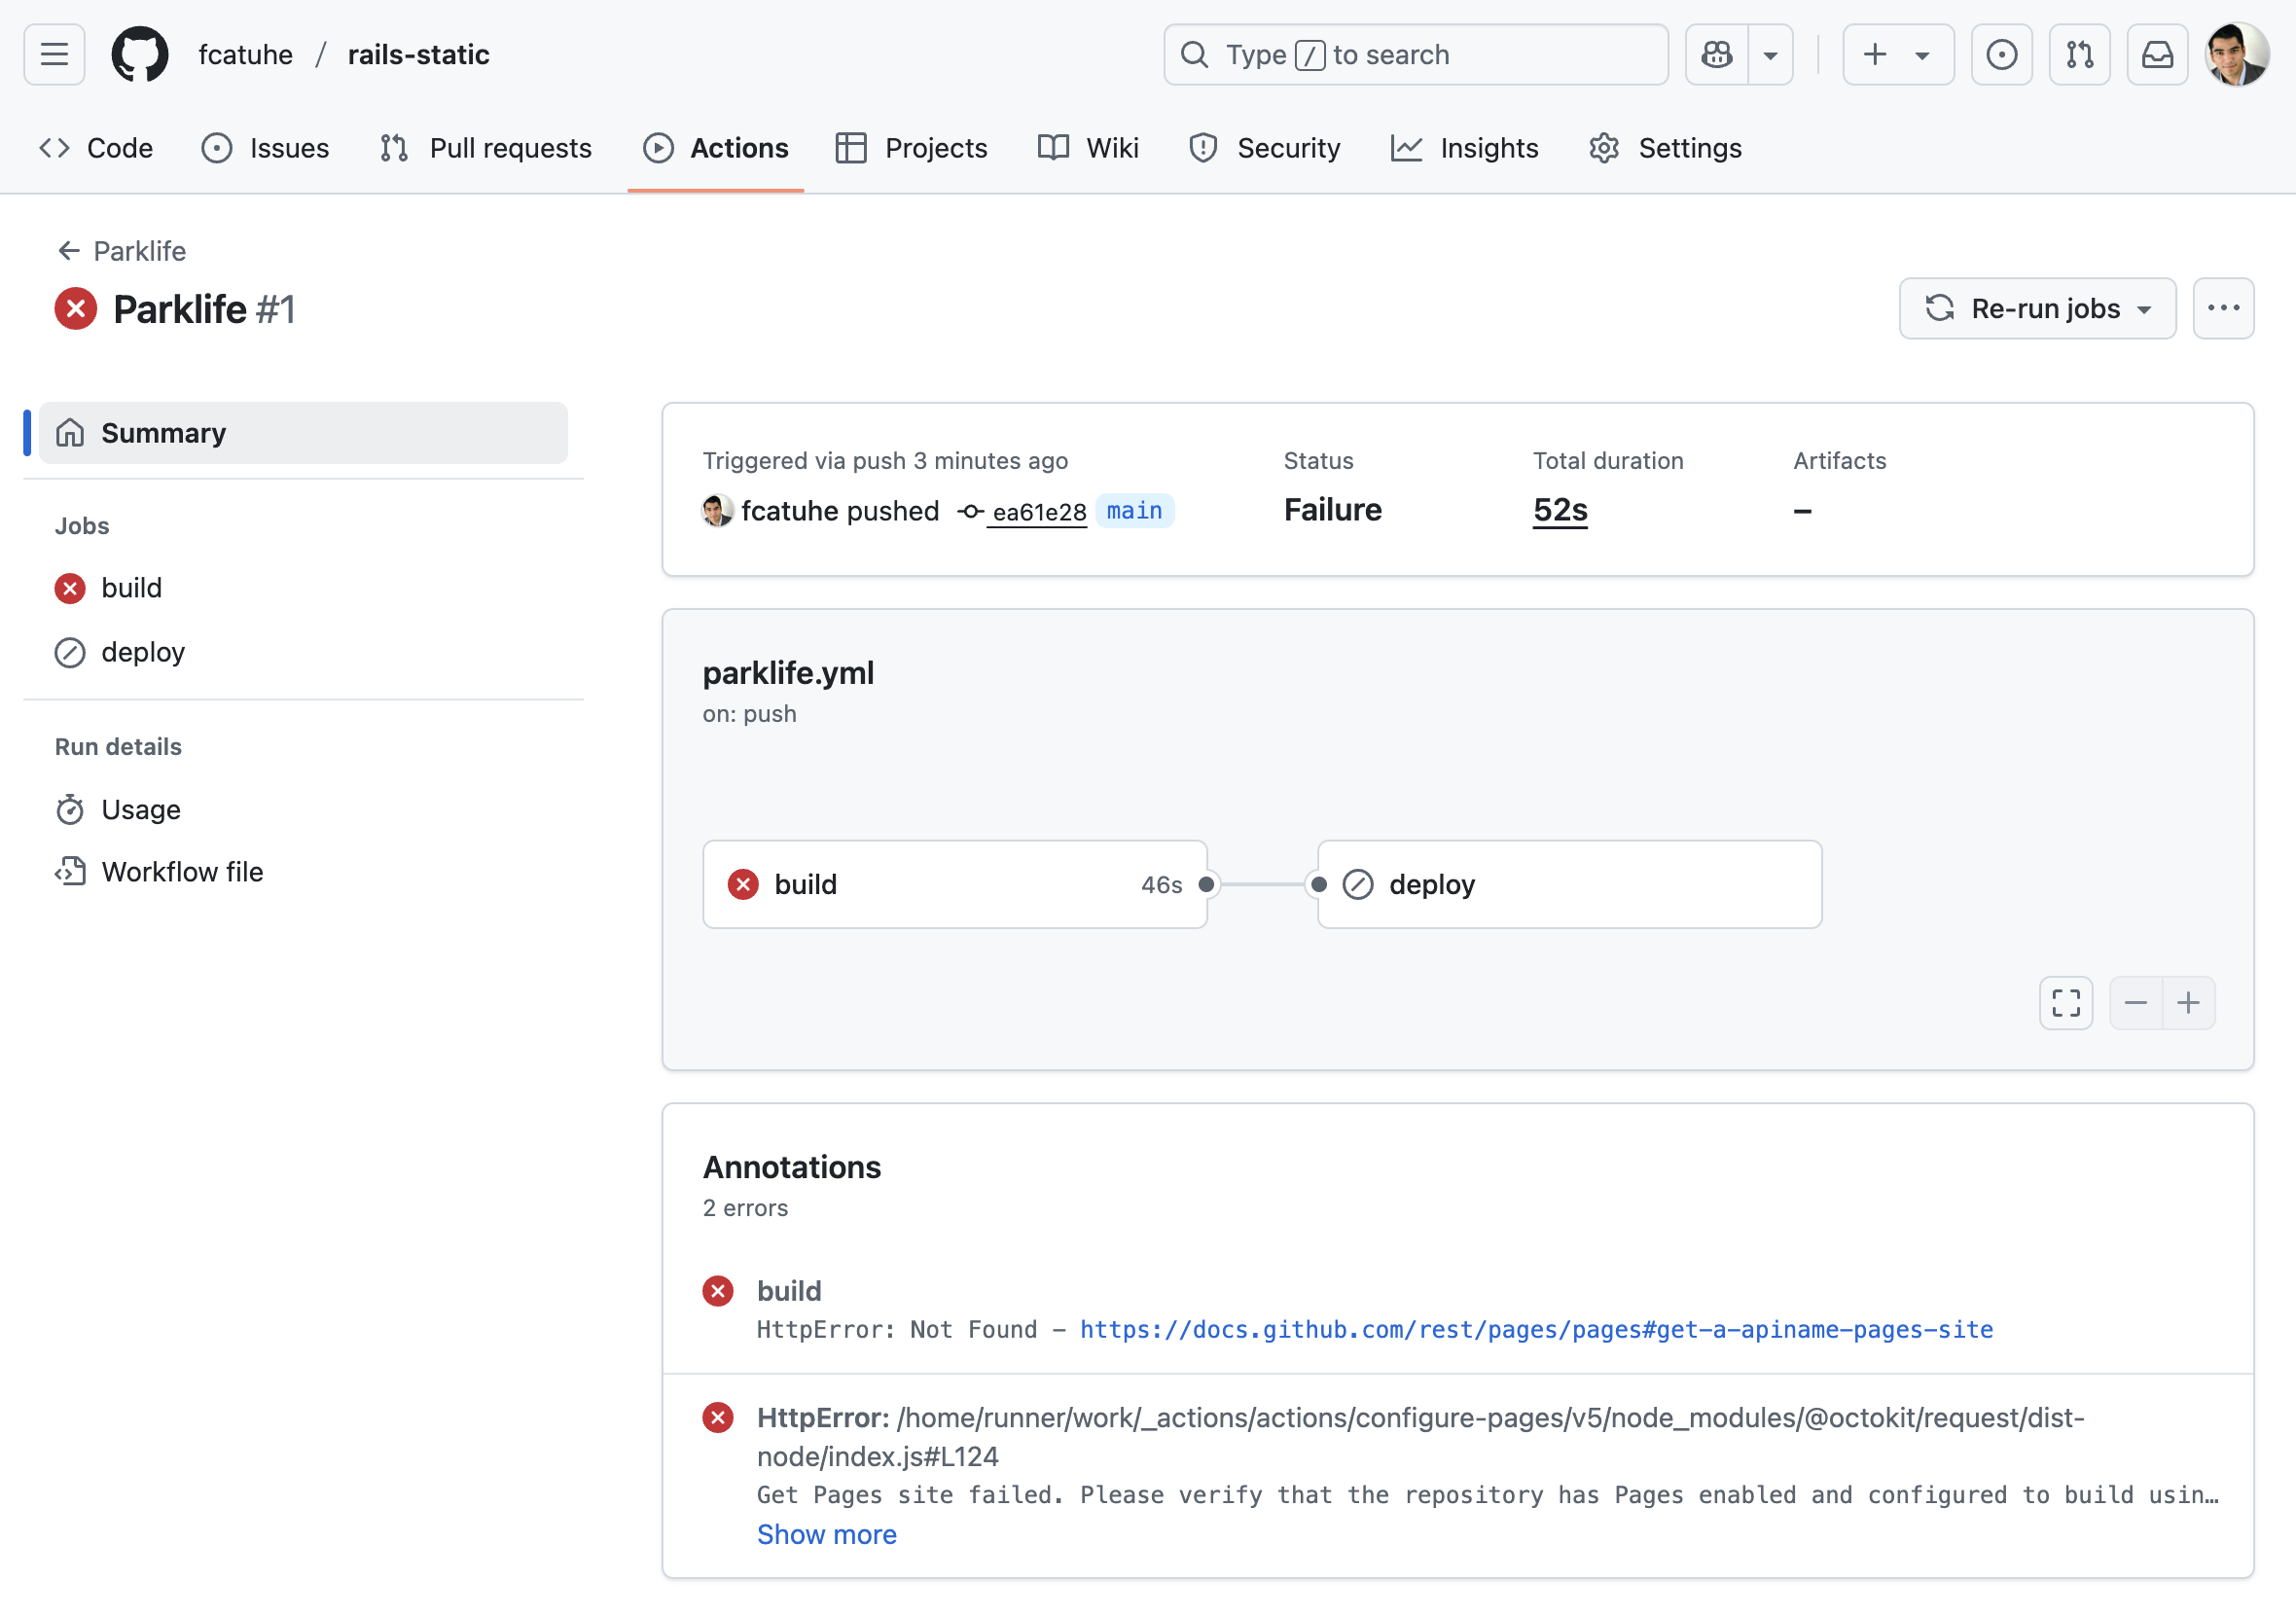 fcatuhe / rails-static
Type / to search
Code
Issues
Pull requests
Actions
Projects
Wiki
Security
Insights
Settings
Parklife
Parklife #1
Re-run jobs
Summary
Jobs
build
deploy
Run details
Usage
Workflow file
Triggered via push 3 minutes ago
fcatuhe pushed ea61e28 main
Status
Failure
Total duration
52s
Artifacts
–
parklife.yml
on: push
build 46s
deploy
Annotations
2 errors
build
HttpError: Not Found - https://docs.github.com/rest/pages/pages#get-a-apiname-pages-site
HttpError: /home/runner/work/_actions/actions/configure-pages/v5/node_modules/@octokit/request/dist-
node/index.js#L124
Get Pages site failed. Please verify that the repository has Pages enabled and configured to build usin…
Show more